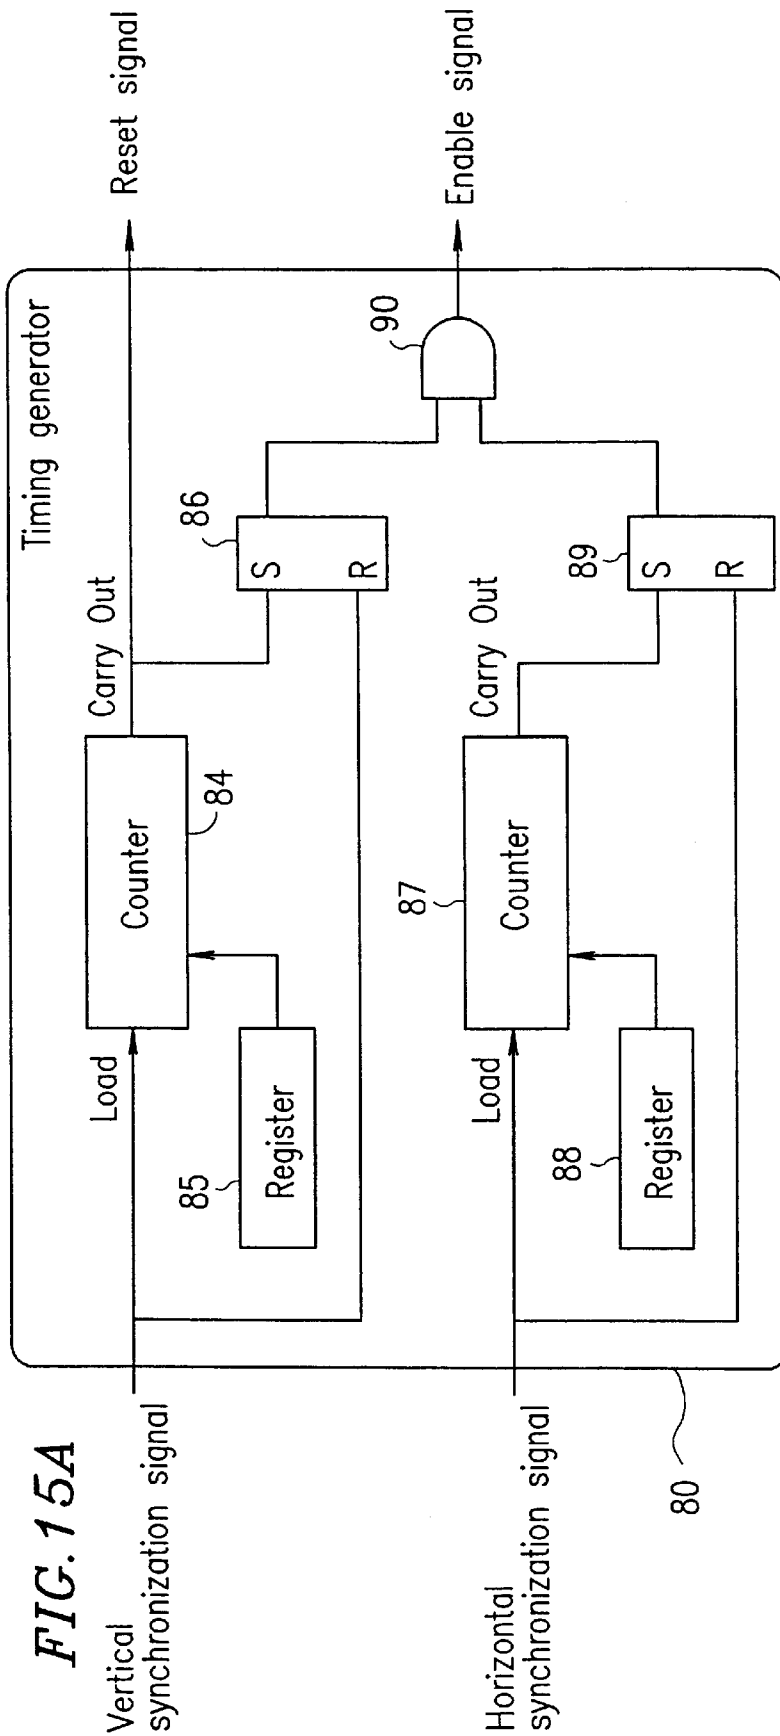 FIG.15A
Vertical
synchronization signal
Load
Counter
84
Carry Out
Timing generator
Reset signal
85
Register
86
S
R
Horizontal
synchronization signal
Load
87
Counter
Carry Out
90
Enable signal
88
Register
89
S
R
80